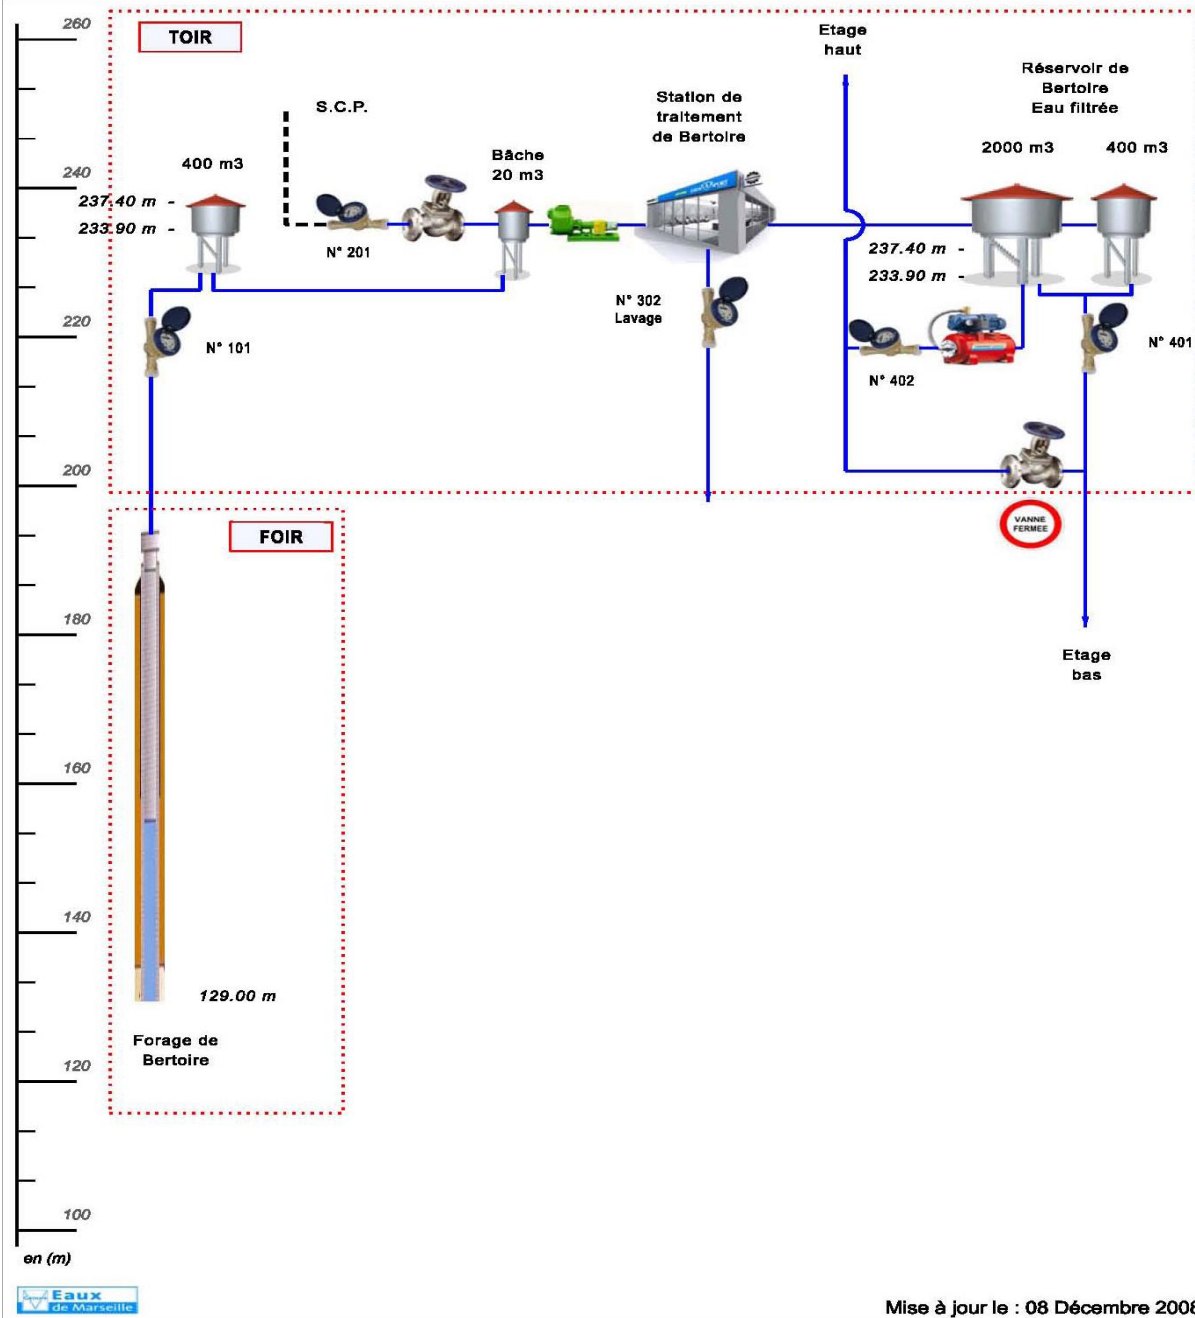 260
TOIR
Etage
haut
Réservoir de
Bertoire
Eau filtrée
S.C.P.
Station de
traitement
de Bertoire
2000 m3
400 m3
Bâche
20 m3
400 m3
240
237.40 m -
233.90 m -
N° 201
237.40 m -
233.90 m -
N° 302
Lavage
220
N° 101
N° 401
N° 402
200
VANNE
FERMEE
FOIR
180
Etage
bas
160
140
129.00 m
Forage de
Bertoire
120
100
en (m)
Eaux
de Marseille
Mise à jour le : 08 Décembre 2008